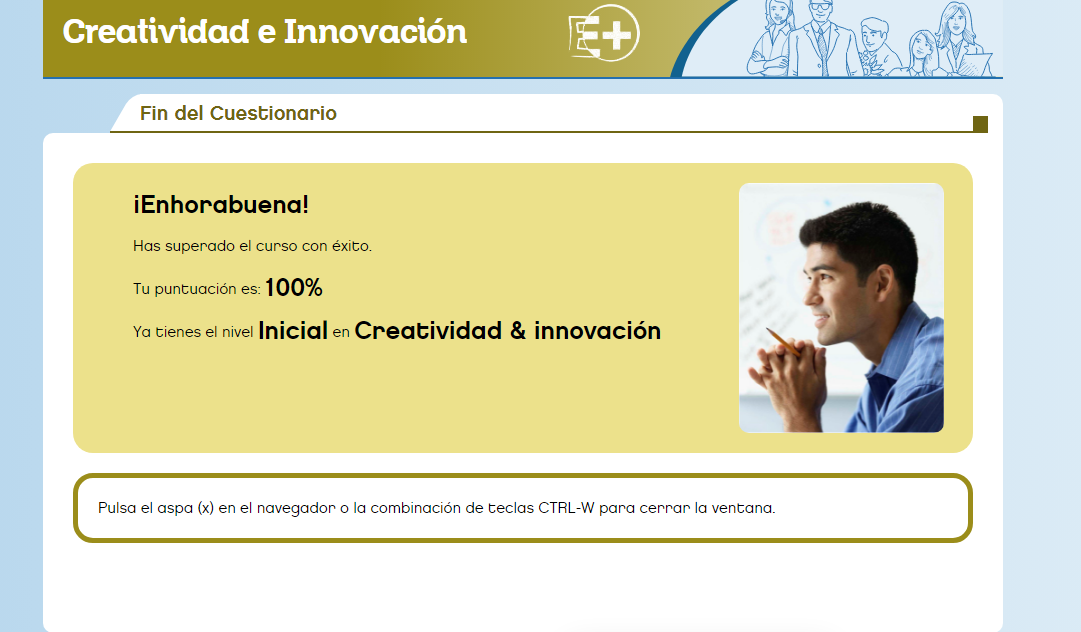 Creatividad e Innovación
E+
Fin del Cuestionario
¡Enhorabuena!
Has superado el curso con éxito.
Tu puntuación es: 100%
Ya tienes el nivel Inicial en Creatividad & innovación
Pulsa el aspa (x) en el navegador o la combinación de teclas CTRL-W para cerrar la ventana.